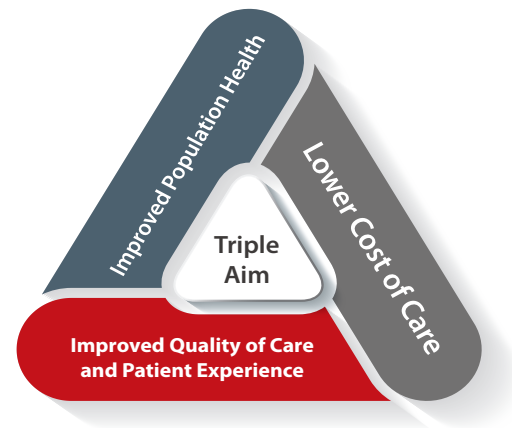 Improved Population Health
Lower Cost of Care
Triple
Aim
Improved Quality of Care
and Patient Experience